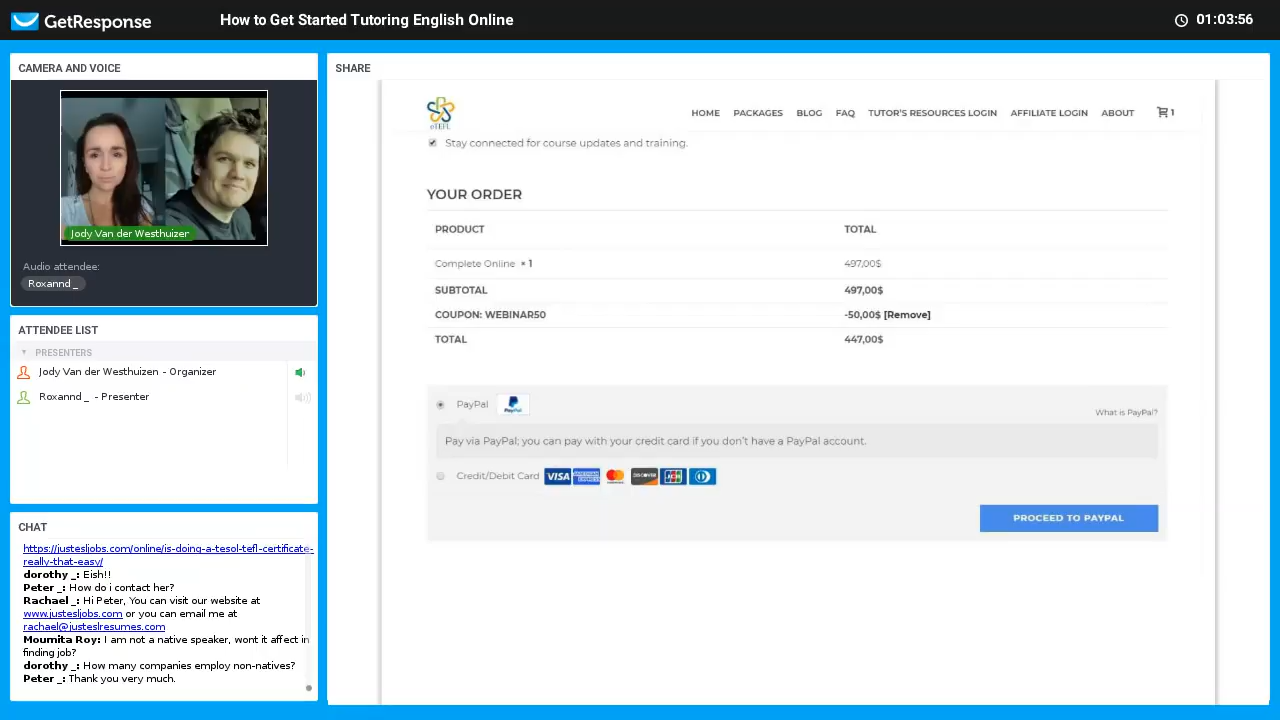 GetResponse
How to Get Started Tutoring English Online
01:03:56
CAMERA AND VOICE
Jody Van der Westhuizen
Audio attendee:
Roxannd _
ATTENDEE LIST
PRESENTERS
Jody Van der Westhuizen - Organizer
Roxannd _ - Presenter
CHAT
https://justesljobs.com/online/is-doing-a-tesol-tefl-certificate-
really-that-easy/
dorothy _: Eish!!
Peter _: How do i contact her?
Rachael _: Hi Peter, You can visit our website at
www.justesljobs.com or you can email me at
rachael@justeslresumes.com
Moumita Roy: I am not a native speaker, wont it affect in
finding job?
dorothy _: How many companies employ non-natives?
Peter _: Thank you very much.
SHARE
eTEFL
HOME PACKAGES BLOG FAQ TUTOR'S RESOURCES LOGIN AFFILIATE LOGIN ABOUT 1
Stay connected for course updates and training.
YOUR ORDER
PRODUCT TOTAL
Complete Online × 1 497,00$
SUBTOTAL 497,00$
COUPON: WEBINAR50 -50,00$ [Remove]
TOTAL 447,00$
PayPal PayPal What is PayPal?
Pay via PayPal; you can pay with your credit card if you don't have a PayPal account.
Credit/Debit Card VISA AMERICAN EXPRESS DISCOVER JCB
PROCEED TO PAYPAL